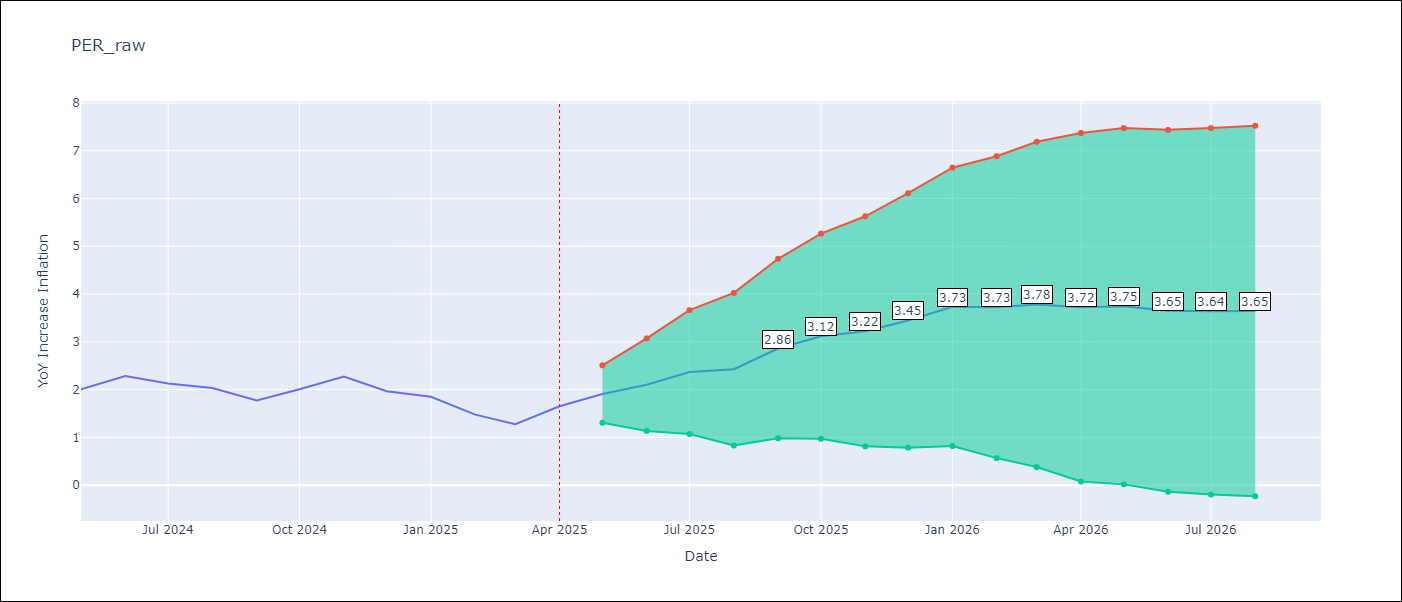 PER_raw
8
7
6
5
4
3
2
1
0
YoY Increase Inflation
2.86
3.12
3.22
3.45
3.73
3.73
3.78
3.72
3.75
3.65
3.64
3.65
Jul 2024
Oct 2024
Jan 2025
Apr 2025
Jul 2025
Oct 2025
Jan 2026
Apr 2026
Jul 2026
Date